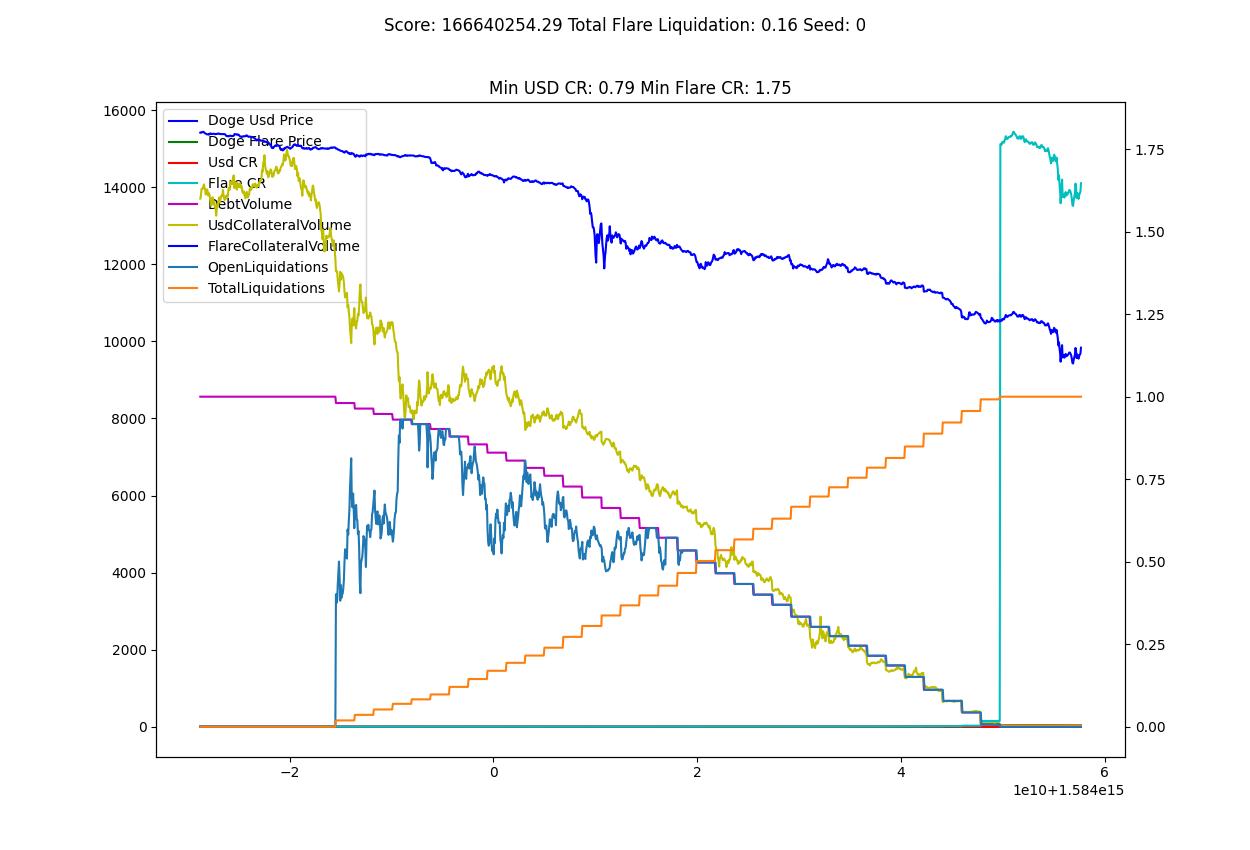 Score: 166640254.29 Total Flare Liquidation: 0.16 Seed: 0
Min USD CR: 0.79 Min Flare CR: 1.75
Doge Usd Price
Doge Flare Price
Usd CR
Flare CR
DebtVolume
UsdCollateralVolume
FlareCollateralVolume
OpenLiquidations
TotalLiquidations
16000
14000
12000
10000
8000
6000
4000
2000
0
1.75
1.50
1.25
1.00
0.75
0.50
0.25
0.00
−2 0 2 4 6
1e10+1.584e15